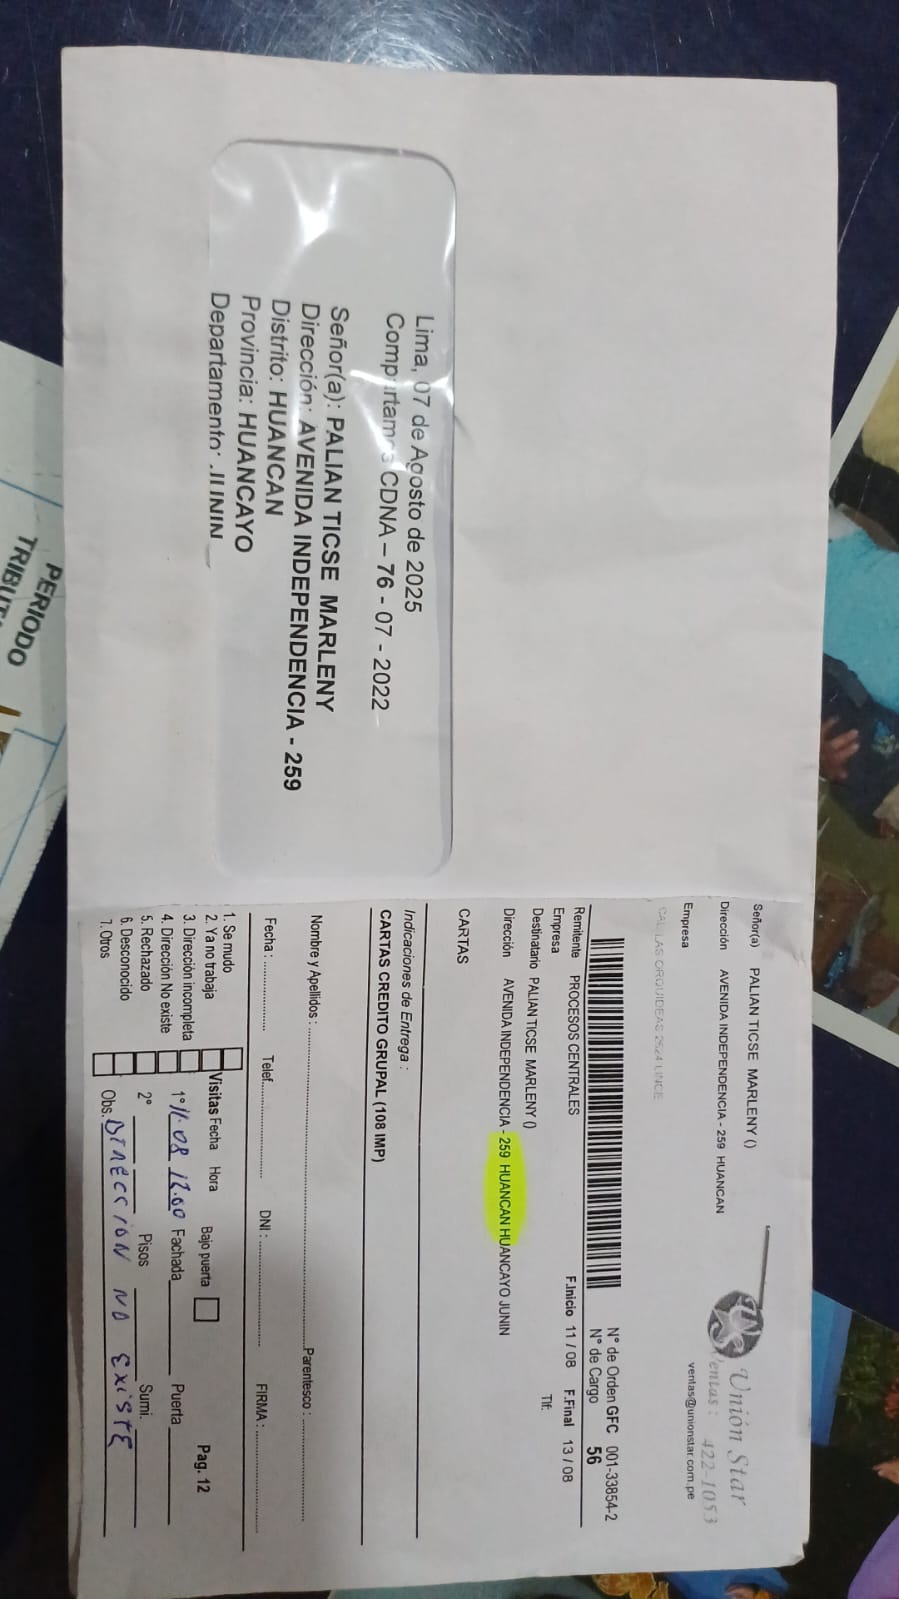 Lima, 07 de Agosto de 2025
Compartamos CDNA – 76 - 07 - 2022
Señor(a): PALIAN TICSE MARLENY
Dirección: AVENIDA INDEPENDENCIA - 259
Distrito: HUANCAN
Provincia: HUANCAYO
Departamento: JUNIN
Unión Star
Ventas: 422-1053
ventas@unionstar.com.pe
Señor(a) PALIAN TICSE MARLENY ()
Dirección AVENIDA INDEPENDENCIA - 259 HUANCAN
Empresa
CAL LAS ORQUIDEAS 2524 LINCE
N° de Orden GFC 001-33854-2
N° de Cargo 56
Remitente PROCESOS CENTRALES F.Inicio 11 / 08 F.Final 13 / 08
Empresa
Destinatario PALIAN TICSE MARLENY () Tlf:
Dirección AVENIDA INDEPENDENCIA - 259 HUANCAN HUANCAYO JUNIN
CARTAS
Indicaciones de Entrega :
CARTAS CREDITO GRUPAL (108 IMP)
Nombre y Apellidos : Parentesco :
Fecha : Telef. DNI : FIRMA :
1. Se mudo
2. Ya no trabaja
3. Dirección incompleta
4. Dirección No existe
5. Rechazado
6. Desconocido
7. Otros
Visitas Fecha Hora Bajo puerta Pag. 12
1° 11.08 12.00 Fachada Puerta
2° Pisos Sumi.
Obs. DIRECCION NO EXISTE
PERIODO